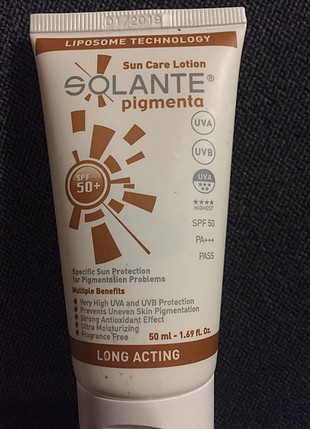 01/2019
LIPOSOME TECHNOLOGY
Sun Care Lotion
SOLANTE®
pigmenta
UVA
UVB
SPF
50+
UVA
HIGHEST
SPF 50
PA+++
PASS
Specific Sun Protection
for Pigmentation Problems
Multiple Benefits
• Very High UVA and UVB Protection
• Prevents Uneven Skin Pigmentation
• Strong Antioxidant Effect
• Ultra Moisturizing
• Fragrance Free
50 ml - 1.69 fl. Oz.
LONG ACTING